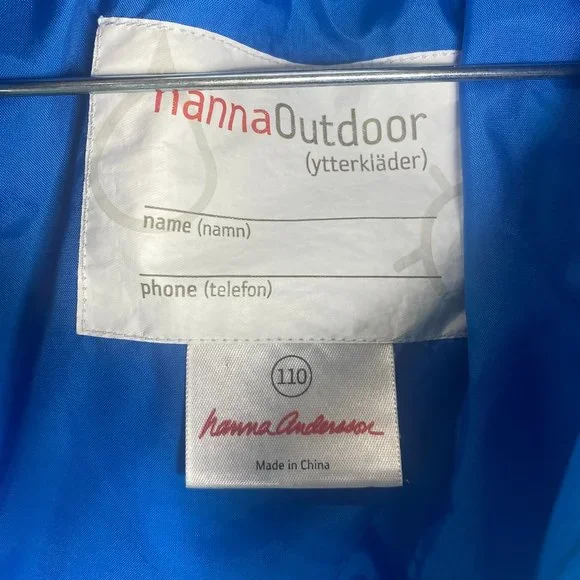 hannaOutdoor
(ytterkläder)
name (namn)
phone (telefon)
110
hanna Andersson
Made in China